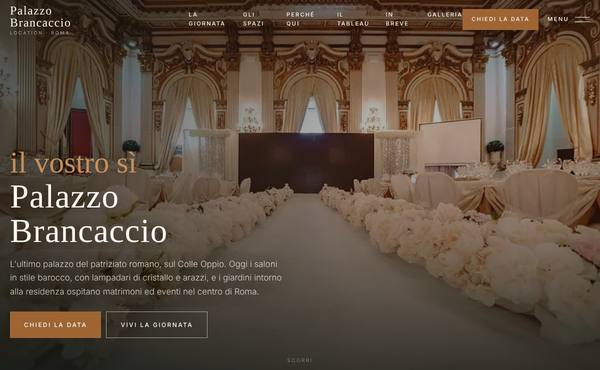 Palazzo
Brancaccio
LOCATION · ROMA
LA GIORNATA
GLI SPAZI
PERCHÉ QUI
IL TABLEAU
IN BREVE
GALLERIA
CHIEDI LA DATA
MENU
il vostro sì
Palazzo
Brancaccio
L'ultimo palazzo del patriziato romano, sul Colle Oppio. Oggi i saloni
in stile barocco, con lampadari di cristallo e arazzi, e i giardini intorno
alla residenza ospitano matrimoni ed eventi nel centro di Roma.
CHIEDI LA DATA
VIVI LA GIORNATA
SCORRI